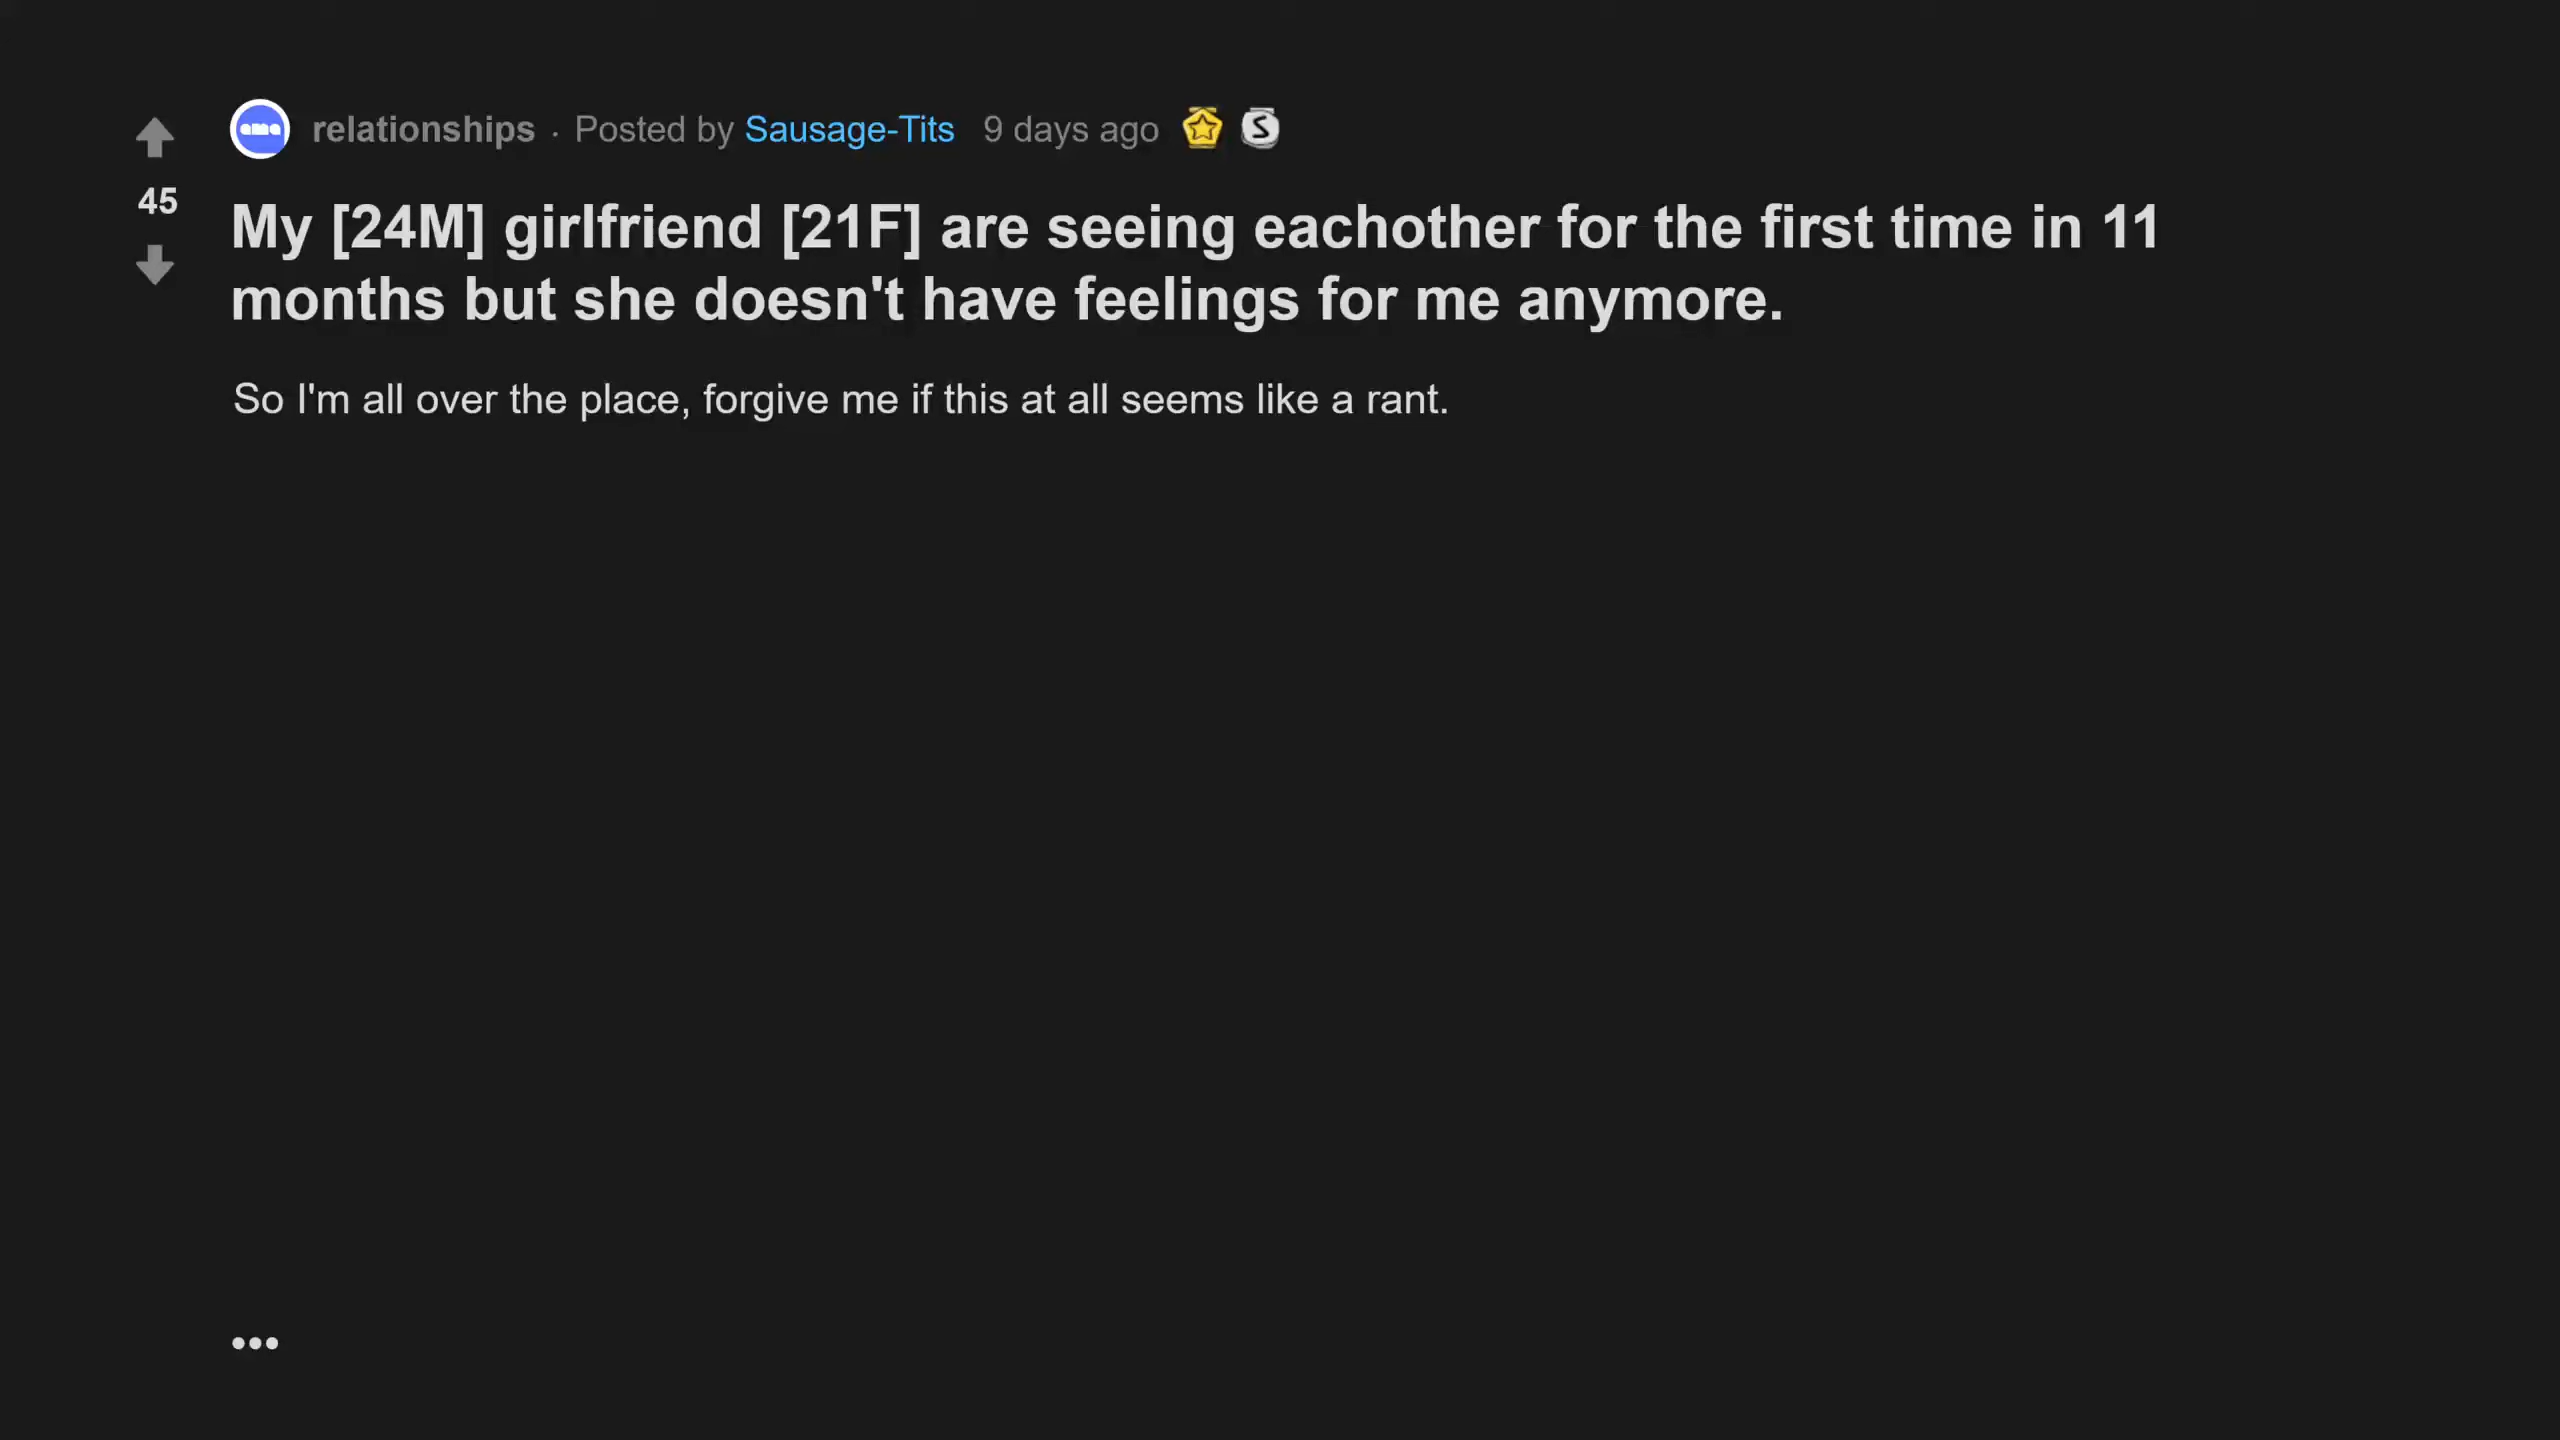 relationships · Posted by Sausage-Tits 9 days ago
45
My [24M] girlfriend [21F] are seeing eachother for the first time in 11
months but she doesn't have feelings for me anymore.
So I'm all over the place, forgive me if this at all seems like a rant.